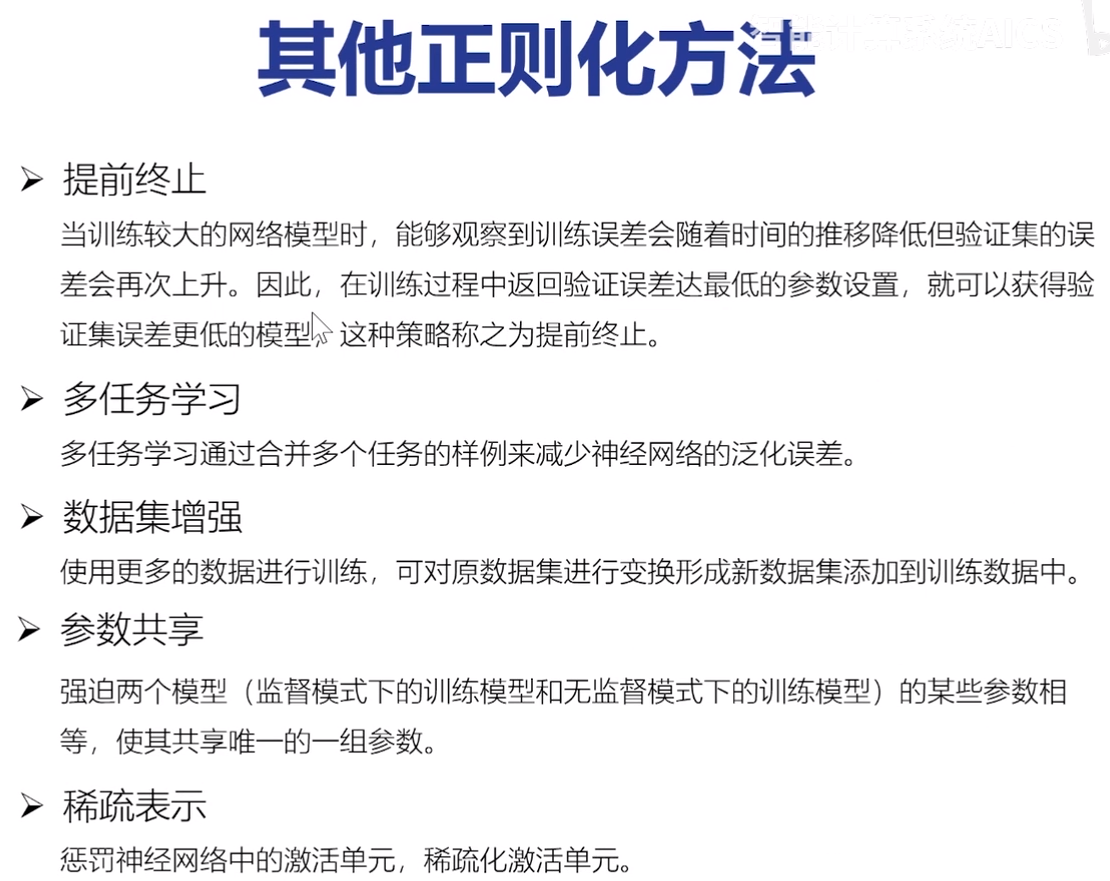 智能计算系统AICS
其他正则化方法
➢ 提前终止
当训练较大的网络模型时，能够观察到训练误差会随着时间的推移降低但验证集的误
差会再次上升。因此，在训练过程中返回验证误差达最低的参数设置，就可以获得验
证集误差更低的模型，这种策略称之为提前终止。
➢ 多任务学习
多任务学习通过合并多个任务的样例来减少神经网络的泛化误差。
➢ 数据集增强
使用更多的数据进行训练，可对原数据集进行变换形成新数据集添加到训练数据中。
➢ 参数共享
强迫两个模型（监督模式下的训练模型和无监督模式下的训练模型）的某些参数相
等，使其共享唯一的一组参数。
➢ 稀疏表示
惩罚神经网络中的激活单元，稀疏化激活单元。